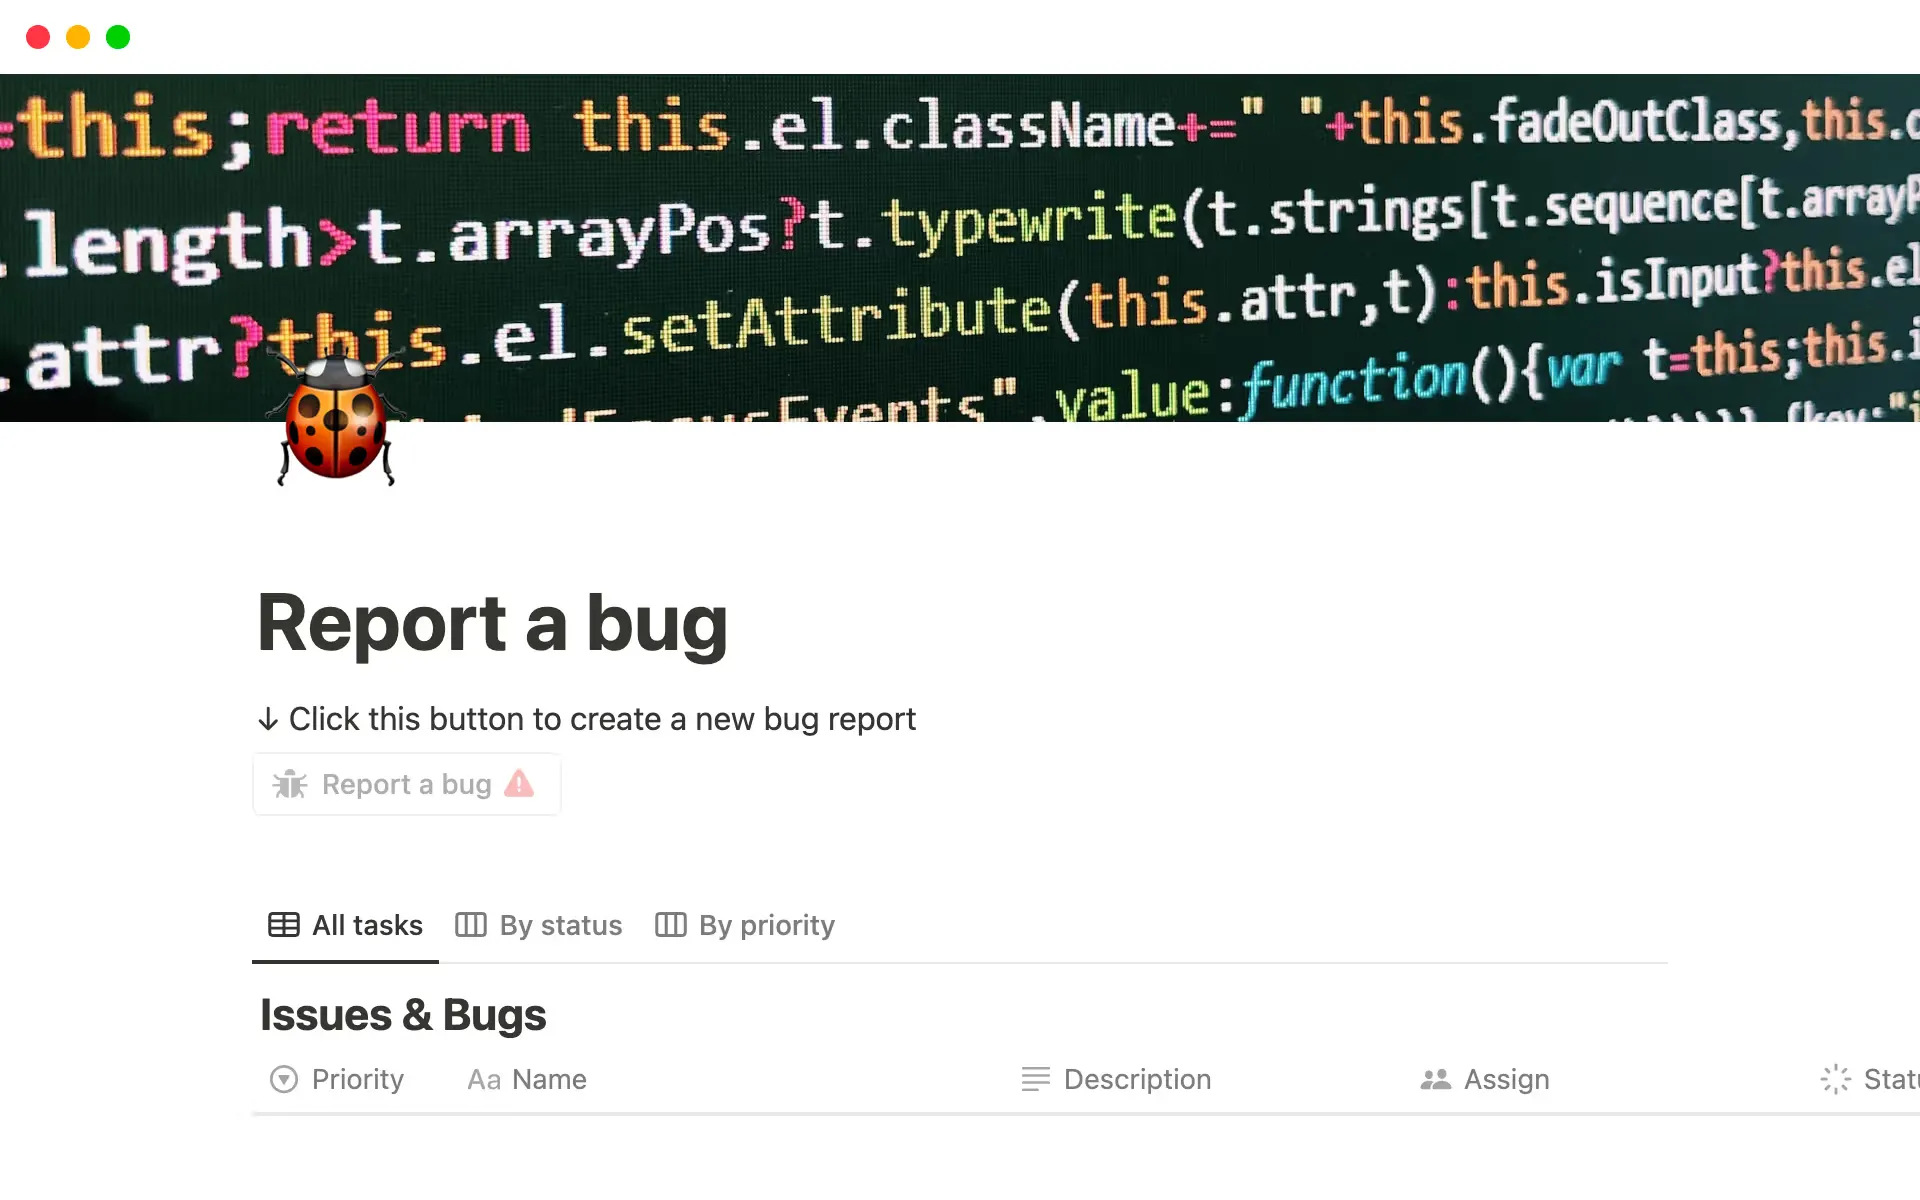 =this;return this.el.className+=" "+this.fadeOutClass,this.
.length>t.arrayPos?t.typewrite(t.strings[t.sequence[t.arrayP
.attr?this.el.setAttribute(this.attr,t):this.isInput?this.el
value:function(){var t=this;this.
Report a bug
↓ Click this button to create a new bug report
Report a bug
All tasks By status By priority
Issues & Bugs
Priority Aa Name Description Assign Statu